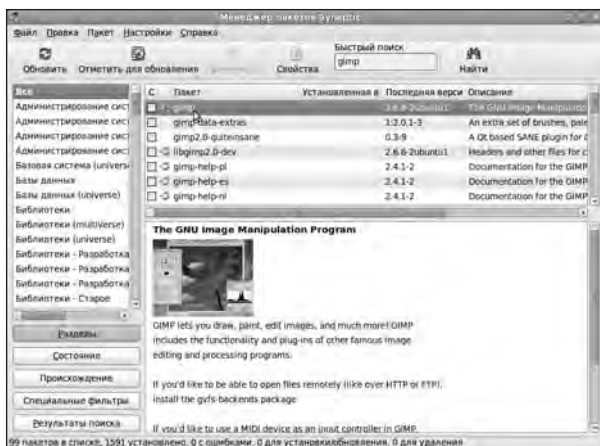 Менеджер пакетов Synaptic
Файл Правка Пакет Настройки Справка
Обновить Отметить для обновления Свойства Быстрый поиск gimp Найти
С Пакет Установленная в Последняя верси Описание
gimp 2.6.6-2ubuntu1 The GNU Image Manipulatio
gimp-data-extras 1:2.0.1-3 An extra set of brushes, pale
gimp2.0-quiteinsane 0.3-9 A Qt based SANE plugin for G
libgimp2.0-dev 2.6.6-2ubuntu1 Headers and other files for c
gimp-help-pl 2.4.1-2 Documentation for the GIMP
gimp-help-es 2.4.1-2 Documentation for the GIMP
gimp-help-nl 2.4.1-2 Documentation for the GIMP
Все
Администрирование сист
Администрирование сист
Администрирование сист
Базовая система (univers
Базы данных
Базы данных (universe)
Библиотеки
Библиотеки (multiverse)
Библиотеки (universe)
Библиотеки - Разработка
Библиотеки - Разработка
Библиотеки - Разработка
Библиотеки - Старое
Разделы
Состояние
Происхождение
Специальные фильтры
Результаты поиска
The GNU Image Manipulation Program
GIMP lets you draw, paint, edit images, and much more! GIMP
includes the functionality and plug-ins of other famous image
editing and processing programs.
If you'd like to be able to open files remotely (like over HTTP or FTP),
install the gvfs-backends package
If you'd like to use a MIDI device as an input controller in GIMP,
99 пакетов в списке, 1591 установлено, 0 с ошибками. 0 для установки/обновления, 0 для удаления